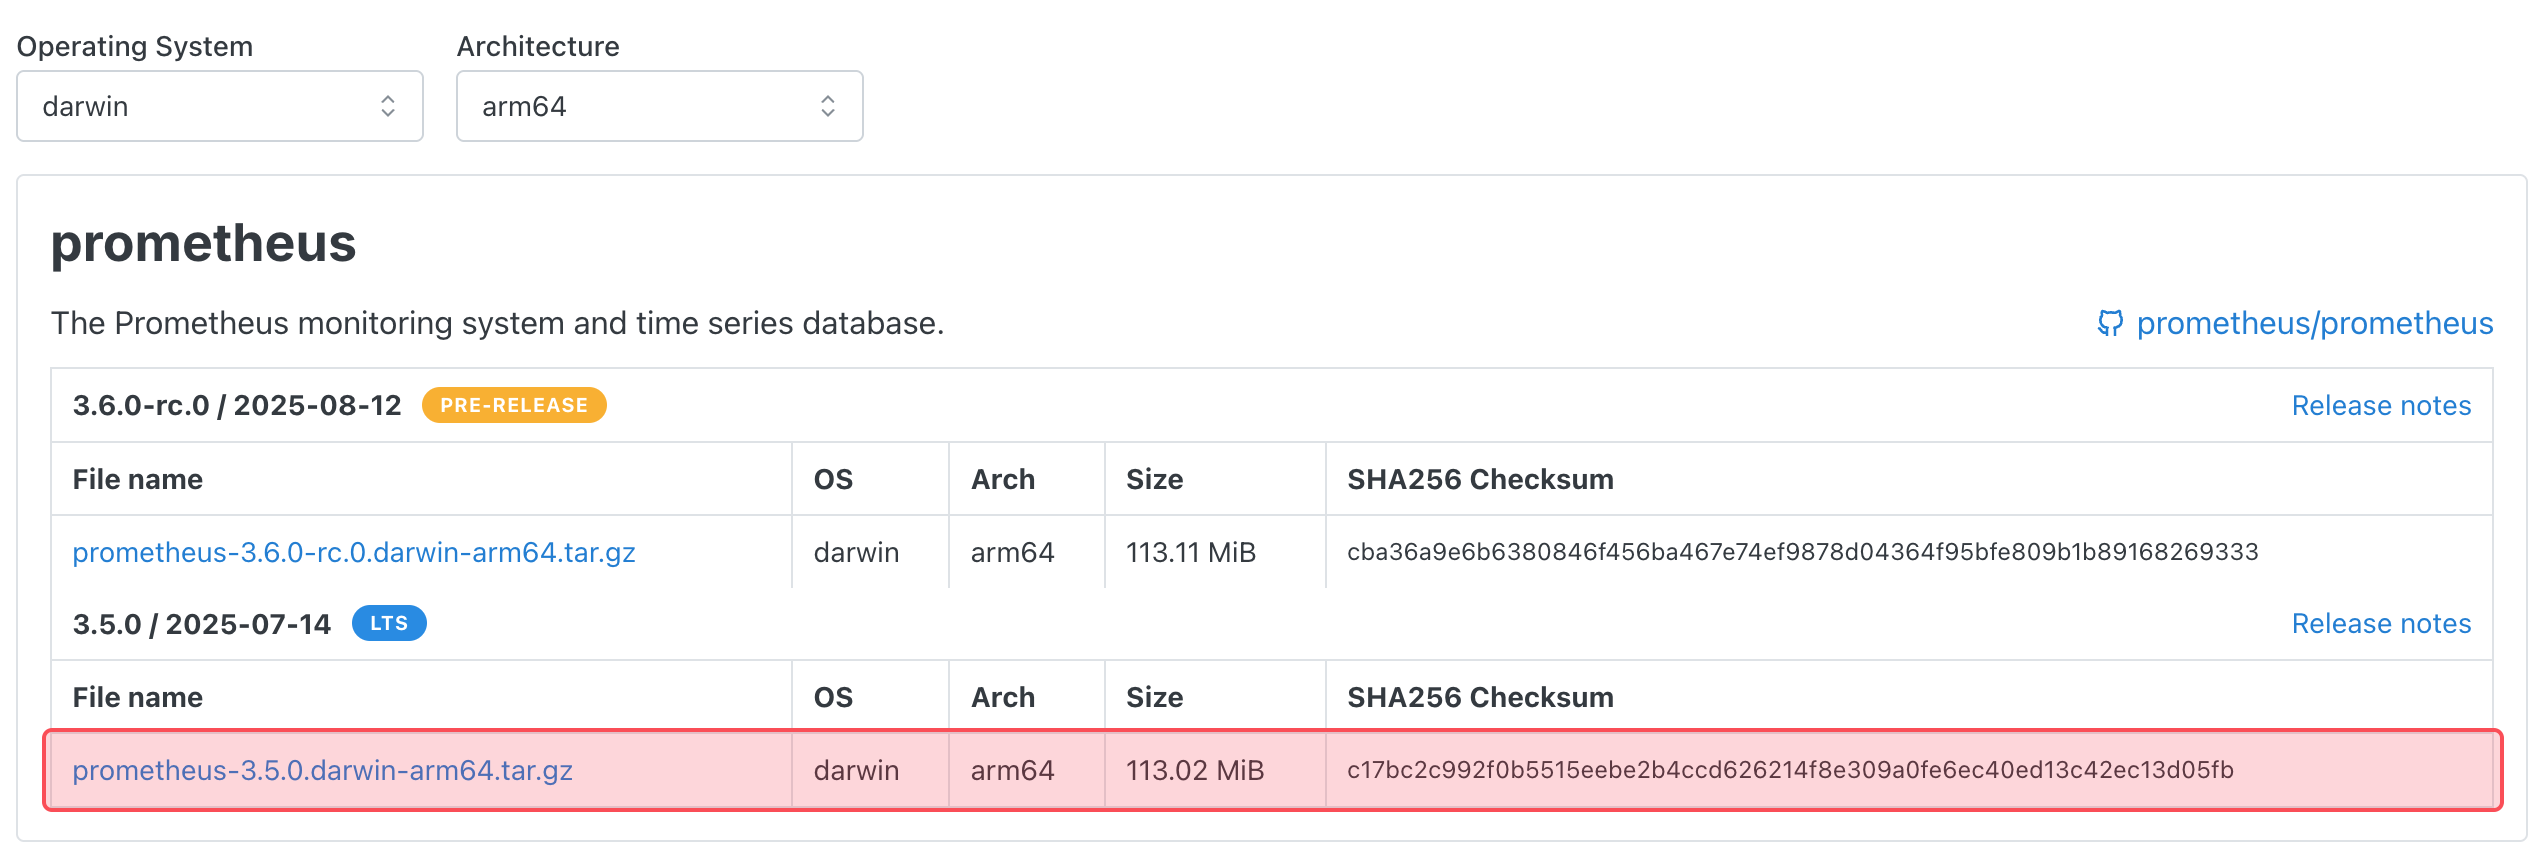 Operating System Architecture
darwin arm64
prometheus
The Prometheus monitoring system and time series database. prometheus/prometheus
3.6.0-rc.0 / 2025-08-12 PRE-RELEASE Release notes
File name OS Arch Size SHA256 Checksum
prometheus-3.6.0-rc.0.darwin-arm64.tar.gz darwin arm64 113.11 MiB cba36a9e6b6380846f456ba467e74ef9878d04364f95bfe809b1b89168269333
3.5.0 / 2025-07-14 LTS Release notes
File name OS Arch Size SHA256 Checksum
prometheus-3.5.0.darwin-arm64.tar.gz darwin arm64 113.02 MiB c17bc2c992f0b5515eebe2b4ccd626214f8e309a0fe6ec40ed13c42ec13d05fb